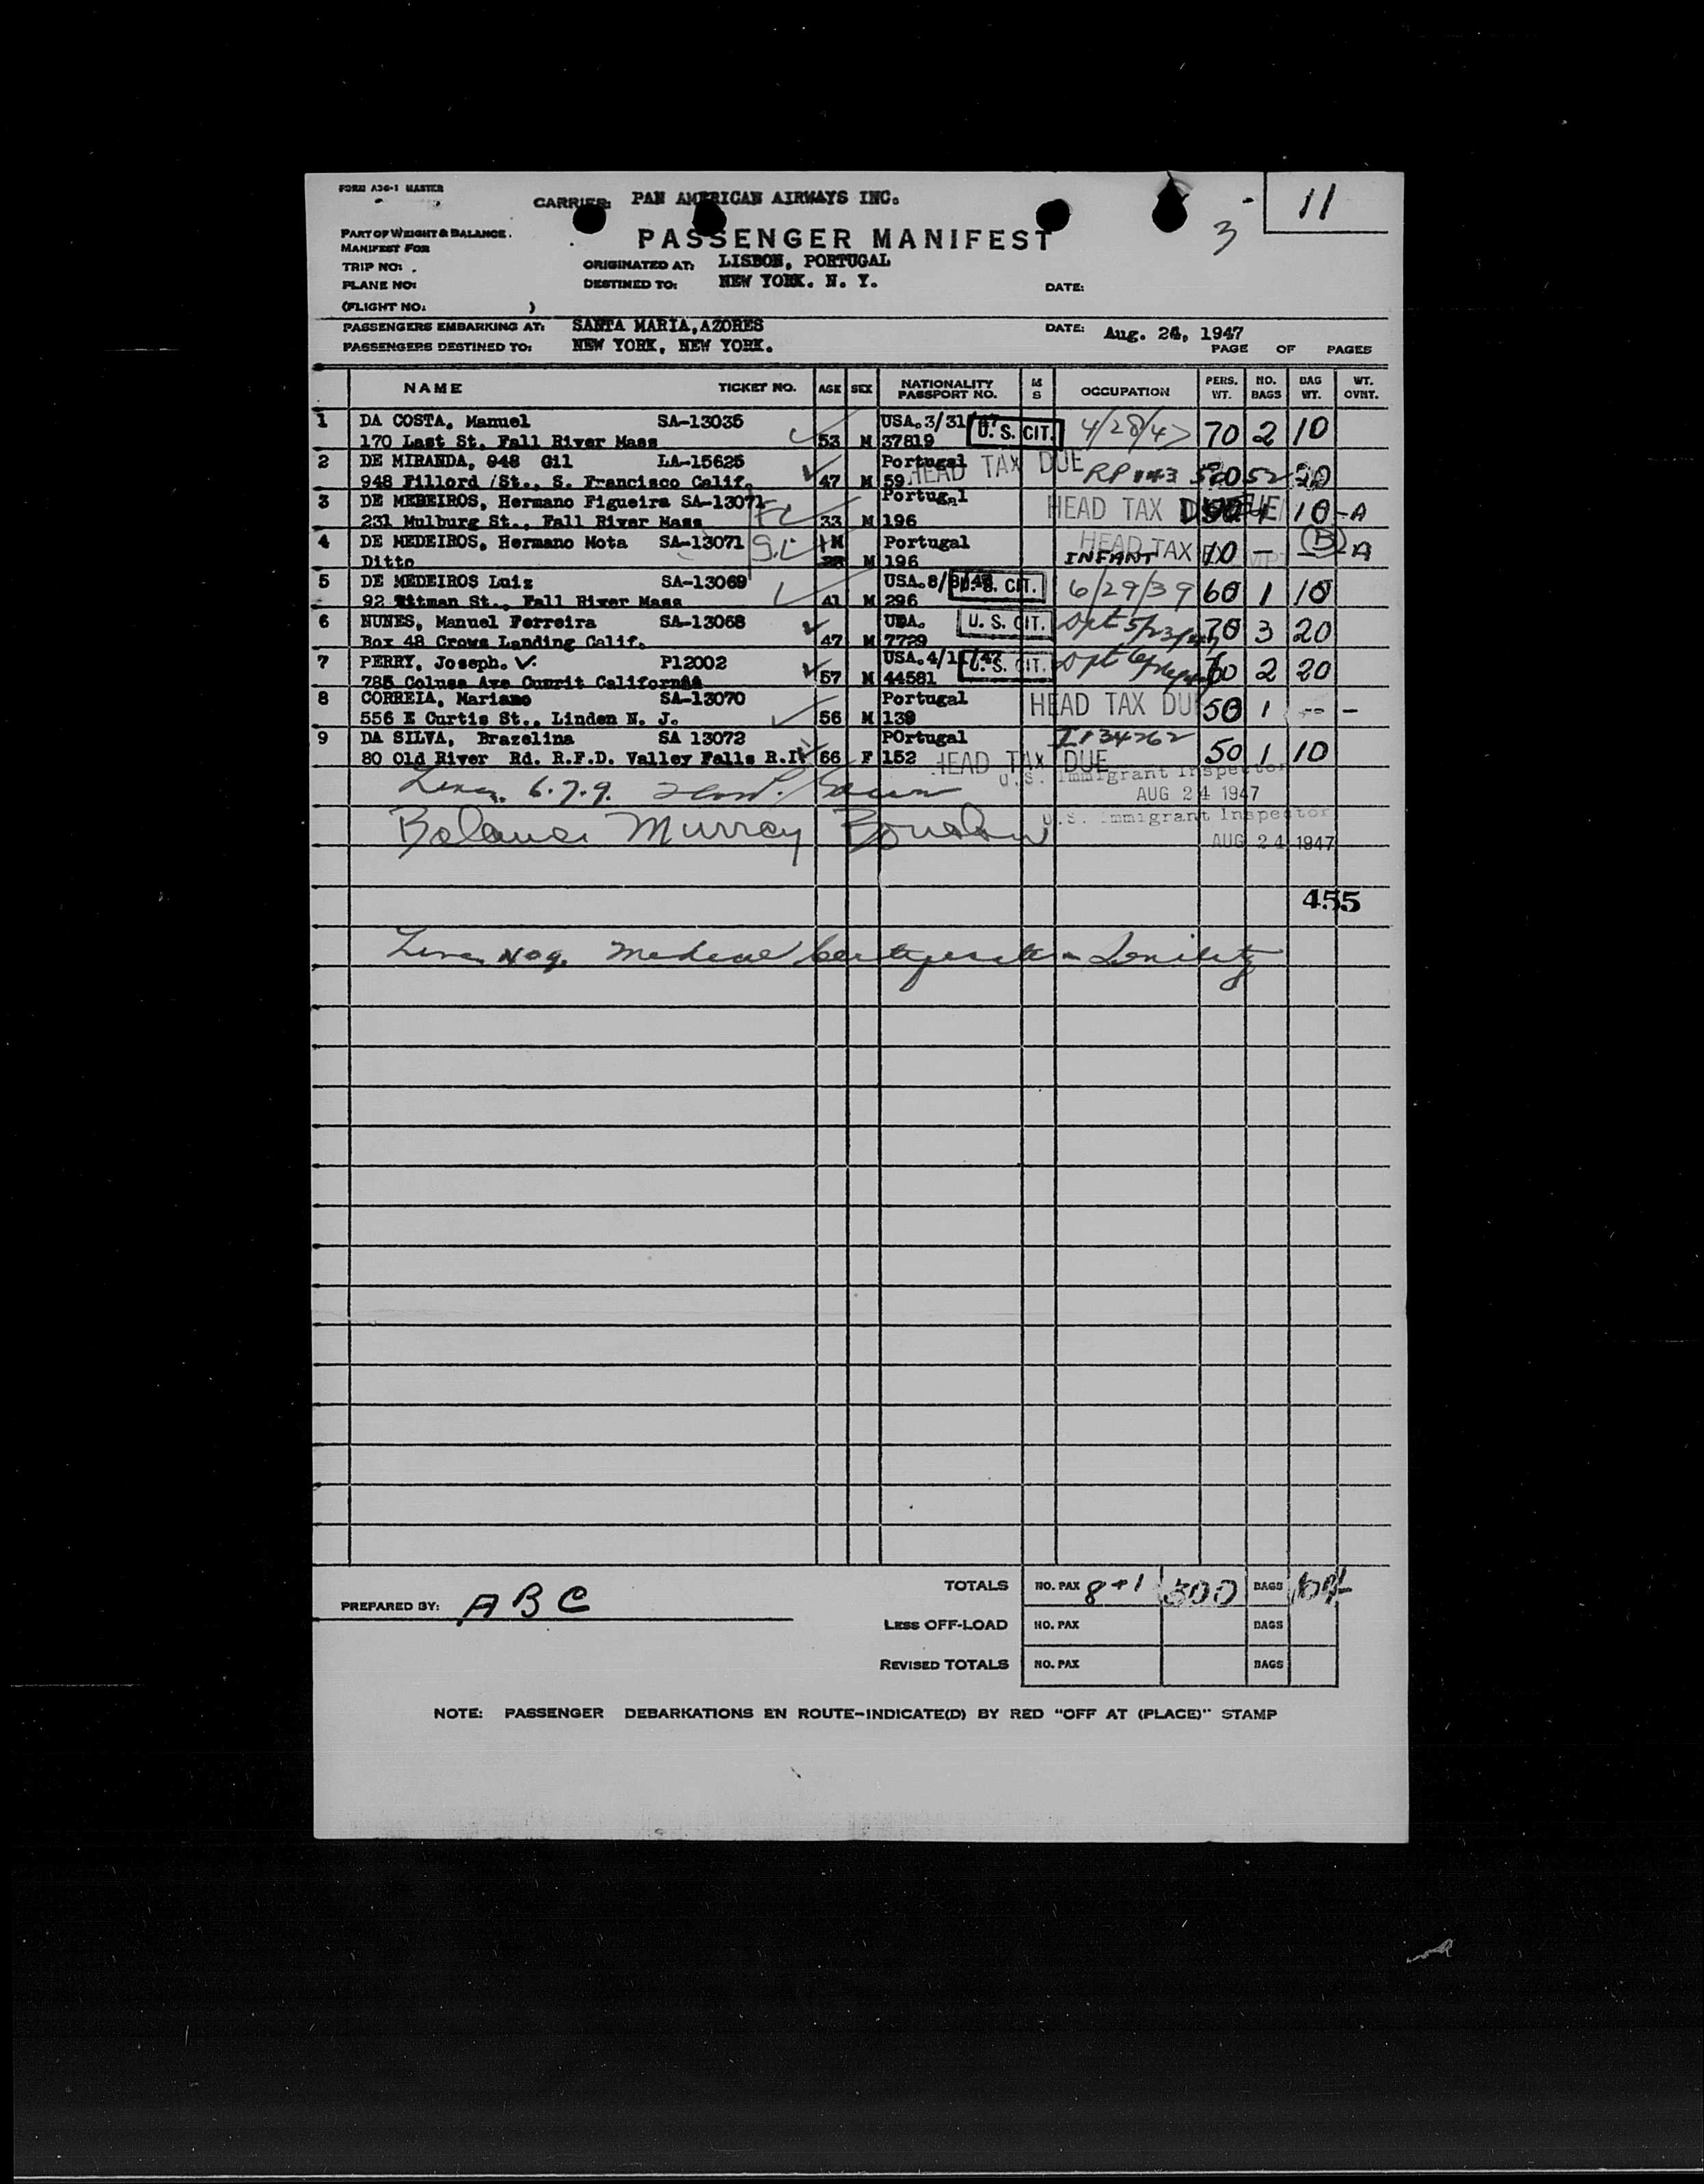 FORM A36-1 MASTER
CARRIER: PAN AMERICAN AIRWAYS INC.
11
3
PART OF WEIGHT & BALANCE.
MANIFEST FOR
PASSENGER MANIFEST
TRIP NO:
ORIGINATED AT: LISBON, PORTUGAL
PLANE NO:
DESTINED TO: NEW YORK. N. Y.
DATE:
(FLIGHT NO: )
PASSENGERS EMBARKING AT: SANTA MARIA, AZORES
DATE: Aug. 24, 1947
PASSENGERS DESTINED TO: NEW YORK, NEW YORK.
PAGE OF PAGES
NAME TICKET NO. AGE SEX NATIONALITY PASSPORT NO. M S OCCUPATION PERS. WT. NO. BAGS BAG WT. WT. OVNT.
1 DA COSTA, Manuel SA-13035 USA. 3/31/47 U. S. CIT. 4/28/47 70 2 10
170 Last St. Fall River Mass 53 M 37819
2 DE MIRANDA, 948 Gil LA-15625 Portugal HEAD TAX DUE
948 Fillord /St., S. Francisco Calif. 47 M 59
3 DE MEDEIROS, Hermano Figueira SA-13071 Portugal HEAD TAX 10 -A
231 Mulburg St., Fall River Mass 33 M 196
4 DE MEDEIROS, Hermano Mota SA-13071 Portugal HEAD TAX INFANT 10 — — B A
Ditto M 196
5 DE MEDEIROS Luiz SA-13069 USA. U. S. CIT. 6/29/39 60 1 10
92 Witman St., Fall River Mass 41 M 296
6 NUNES, Manuel Ferreira SA-13068 USA. U. S. CIT. 70 3 20
Box 48 Crows Landing Calif. 47 M 7729
7 PERRY, Joseph. V. P12002 USA. U. S. CIT. 2 20
785 Colusa Ave 57 M 44581
8 CORREIA, Mariano SA-13070 Portugal HEAD TAX DU 50 1 -- -
556 E Curtis St., Linden N. J. 56 M 139
9 DA SILVA, Brazelina SA 13072 POrtugal 50 1 10
80 Old River Rd. R.F.D. Valley Falls R.I. 66 F 152 HEAD TAX DUE
6. 7. 9.
U.S. Immigrant Inspector
AUG 24 1947
Murray
U.S. Immigrant Inspector
AUG 24 1947
455
Medical Certificate - Senility
TOTALS NO. PAX 8+1 500 BAGS
PREPARED BY: A B C
LESS OFF-LOAD NO. PAX BAGS
REVISED TOTALS NO. PAX BAGS
NOTE: PASSENGER DEBARKATIONS EN ROUTE-INDICATE(D) BY RED "OFF AT (PLACE)" STAMP